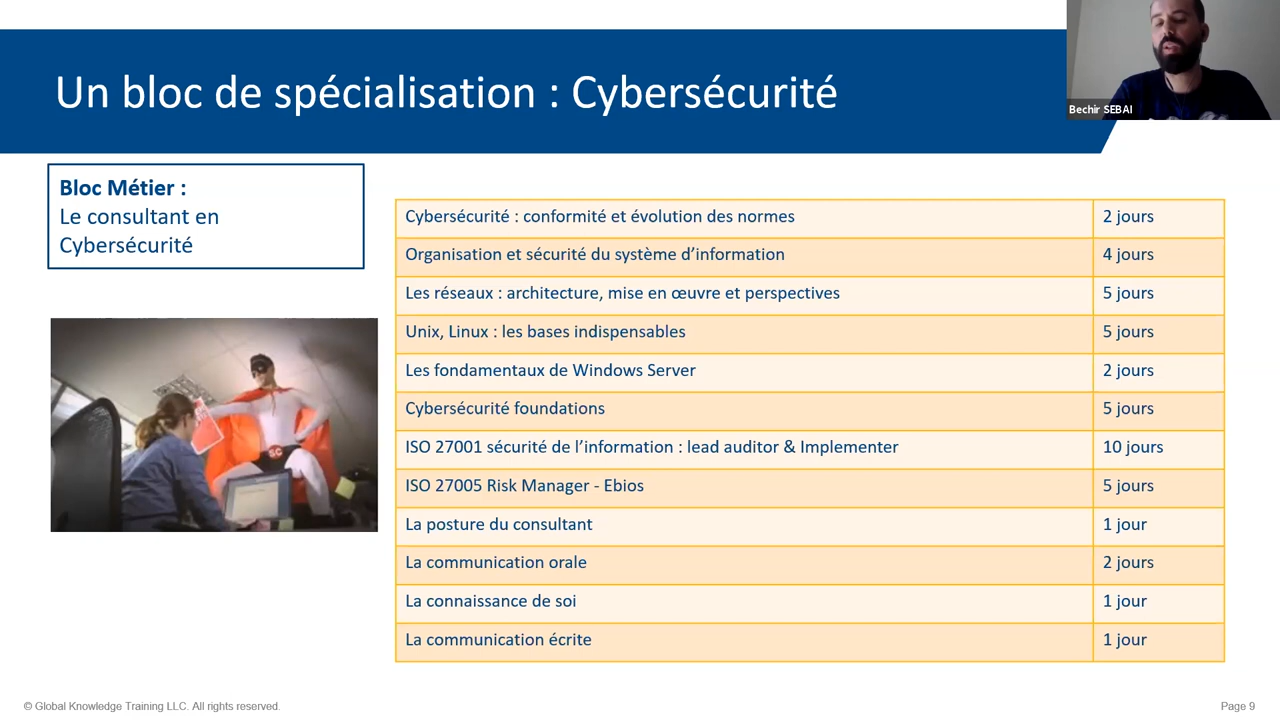 Un bloc de spécialisation : Cybersécurité
Bechir SEBAI
Bloc Métier :
Le consultant en
Cybersécurité
Cybersécurité : conformité et évolution des normes 2 jours
Organisation et sécurité du système d’information 4 jours
Les réseaux : architecture, mise en œuvre et perspectives 5 jours
Unix, Linux : les bases indispensables 5 jours
Les fondamentaux de Windows Server 2 jours
Cybersécurité foundations 5 jours
ISO 27001 sécurité de l’information : lead auditor & Implementer 10 jours
ISO 27005 Risk Manager - Ebios 5 jours
La posture du consultant 1 jour
La communication orale 2 jours
La connaissance de soi 1 jour
La communication écrite 1 jour
SC
© Global Knowledge Training LLC. All rights reserved.
Page 9